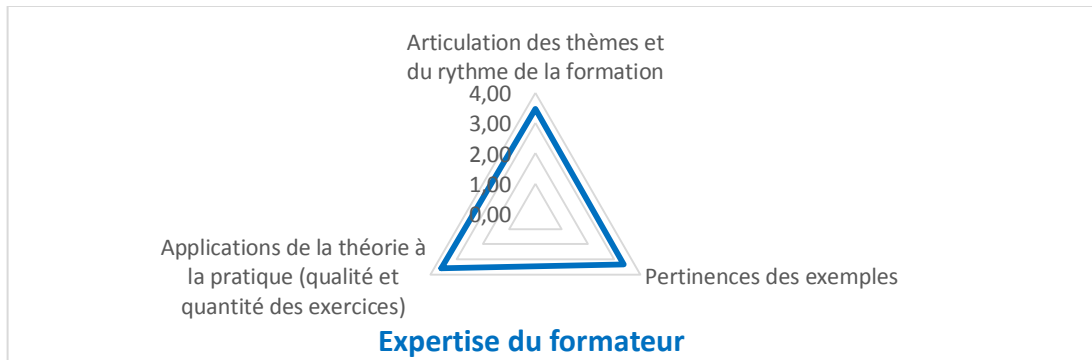 Articulation des thèmes et
du rythme de la formation
4,00
3,00
2,00
1,00
0,00
Applications de la théorie à
la pratique (qualité et
quantité des exercices)
Pertinences des exemples
Expertise du formateur